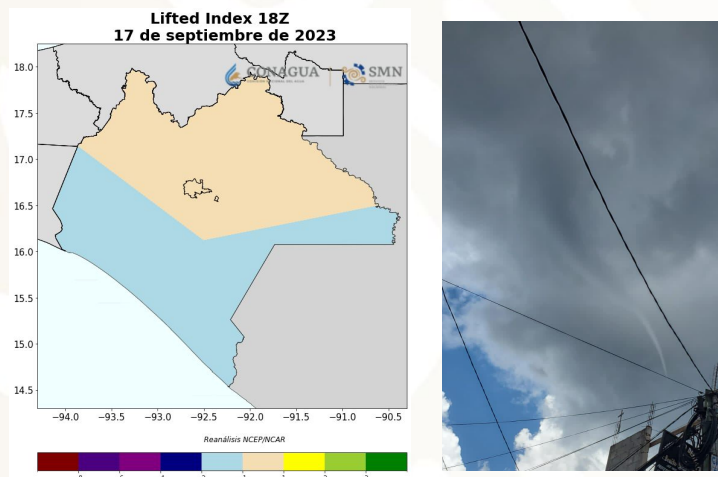 Lifted Index 18Z
17 de septiembre de 2023
CONAGUA
SMN
18.0
17.5
17.0
16.5
16.0
15.5
15.0
14.5
−94.0 −93.5 −93.0 −92.5 −92.0 −91.5 −91.0 −90.5
Reanálisis NCEP/NCAR